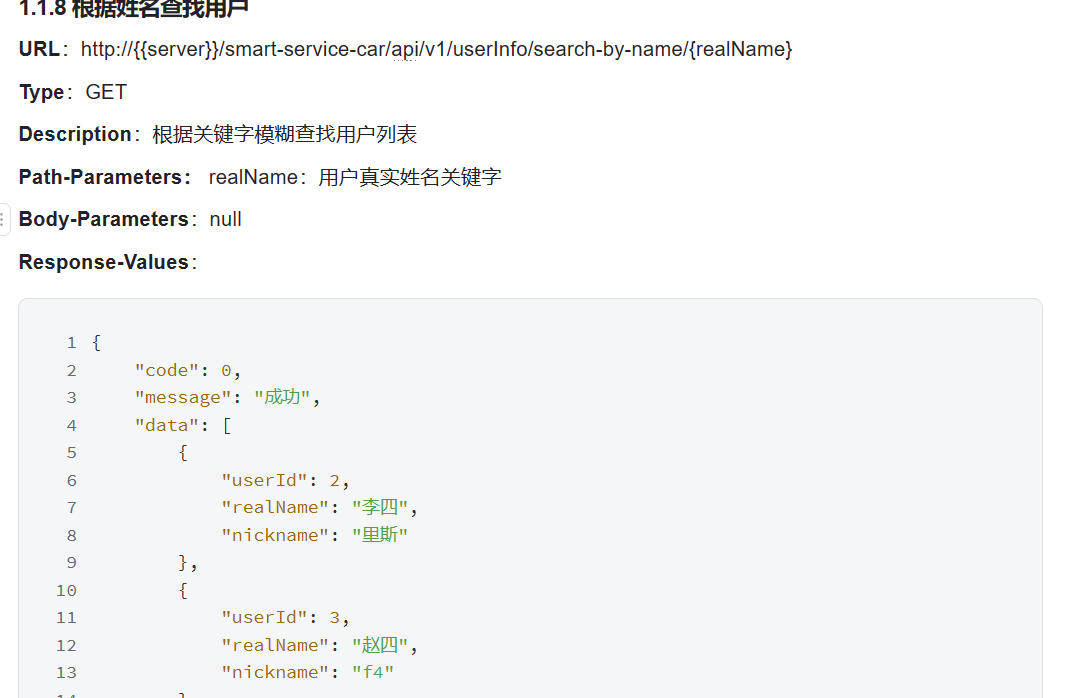 1.1.8 根据姓名查找用户
URL：http://{{server}}/smart-service-car/api/v1/userInfo/search-by-name/{realName}
Type：GET
Description：根据关键字模糊查找用户列表
Path-Parameters： realName：用户真实姓名关键字
Body-Parameters：null
Response-Values：
1 {
2     "code": 0,
3     "message": "成功",
4     "data": [
5         {
6             "userId": 2,
7             "realName": "李四",
8             "nickname": "里斯"
9         },
10         {
11             "userId": 3,
12             "realName": "赵四",
13             "nickname": "f4"
14         }